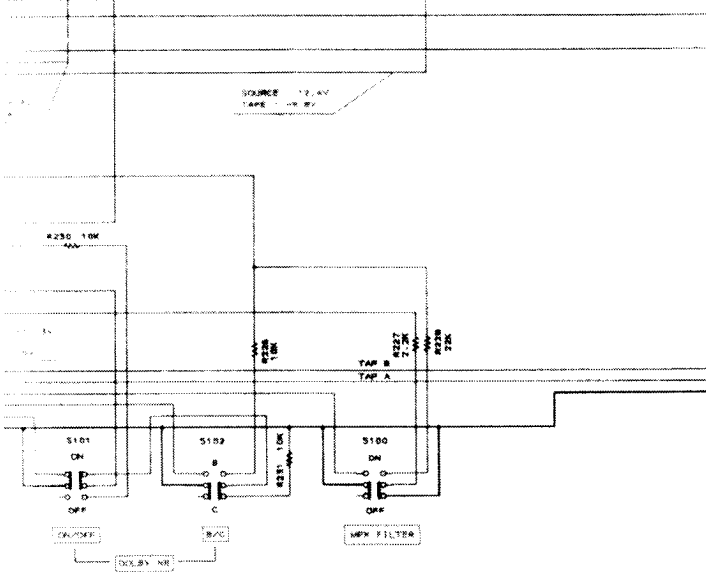 SOURCE
TAPE
R230 10K
R226
10K
R227
2.2K
R228
22K
TAP B
TAP A
S101
S102
S100
ON
B
R231 10K
ON
OFF
C
OFF
ON/OFF
B/C
MPX FILTER
DOLBY NR